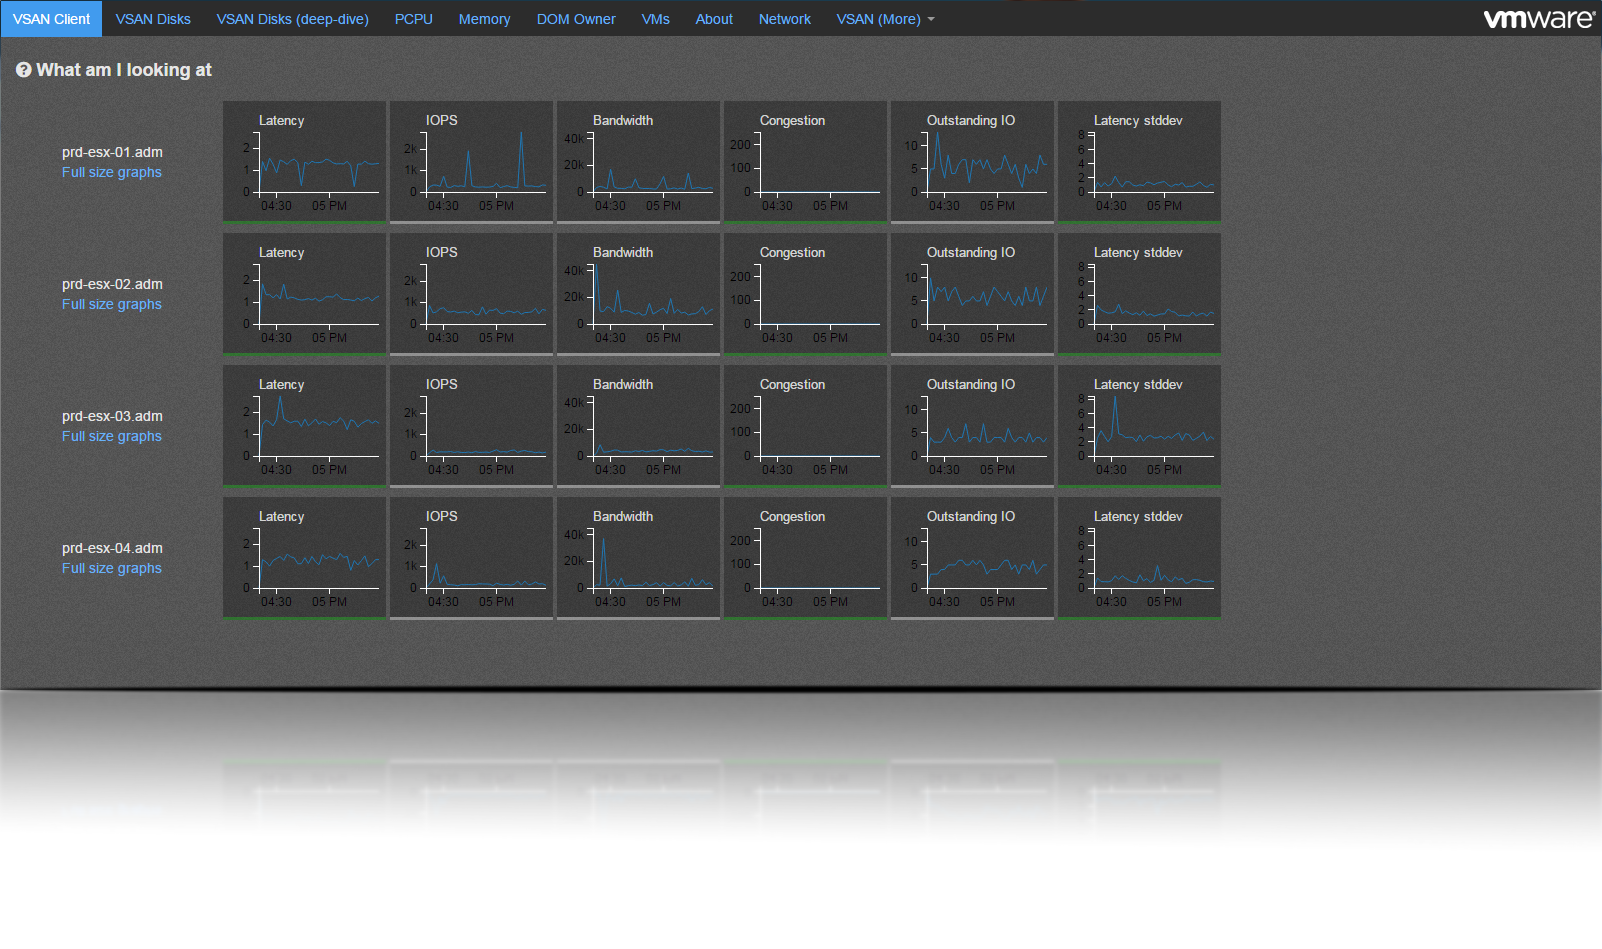 VSAN Client VSAN Disks VSAN Disks (deep-dive) PCPU Memory DOM Owner VMs About Network VSAN (More) vmware
What am I looking at
Latency IOPS Bandwidth Congestion Outstanding IO Latency stddev
prd-esx-01.adm
Full size graphs
2 1 0 2k 1k 0 40k 20k 0 200 100 0 10 5 0 8 6 4 2 0
04:30 05 PM 04:30 05 PM 04:30 05 PM 04:30 05 PM 04:30 05 PM 04:30 05 PM
Latency IOPS Bandwidth Congestion Outstanding IO Latency stddev
prd-esx-02.adm
Full size graphs
2 1 0 2k 1k 0 40k 20k 0 200 100 0 10 5 0 8 6 4 2 0
04:30 05 PM 04:30 05 PM 04:30 05 PM 04:30 05 PM 04:30 05 PM 04:30 05 PM
Latency IOPS Bandwidth Congestion Outstanding IO Latency stddev
prd-esx-03.adm
Full size graphs
2 1 0 2k 1k 0 40k 20k 0 200 100 0 10 5 0 8 6 4 2 0
04:30 05 PM 04:30 05 PM 04:30 05 PM 04:30 05 PM 04:30 05 PM 04:30 05 PM
Latency IOPS Bandwidth Congestion Outstanding IO Latency stddev
prd-esx-04.adm
Full size graphs
2 1 0 2k 1k 0 40k 20k 0 200 100 0 10 5 0 8 6 4 2 0
04:30 05 PM 04:30 05 PM 04:30 05 PM 04:30 05 PM 04:30 05 PM 04:30 05 PM